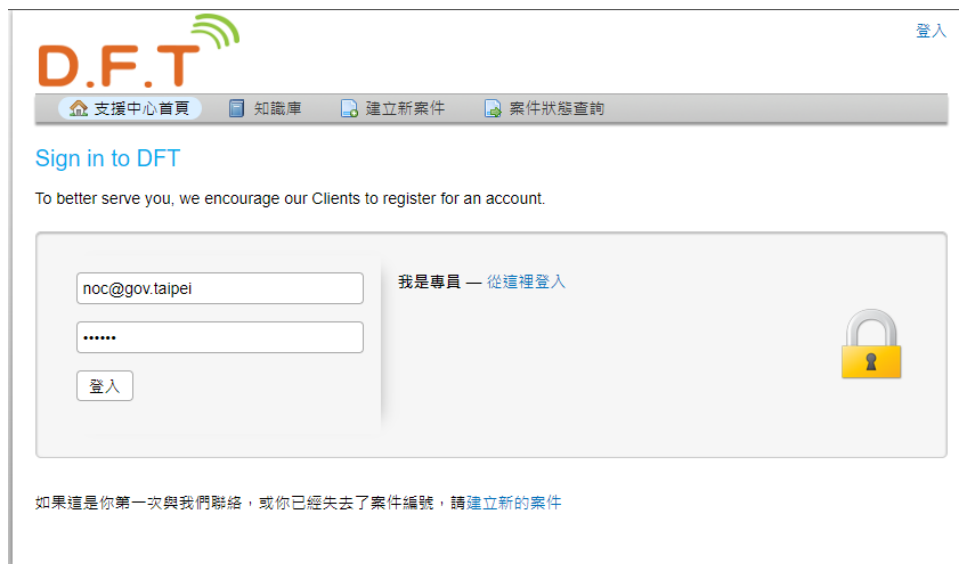 D.F.T
登入
支援中心首頁 知識庫 建立新案件 案件狀態查詢
Sign in to DFT
To better serve you, we encourage our Clients to register for an account.
noc@gov.taipei
我是專員 — 從這裡登入
••••••
登入
如果這是你第一次與我們聯絡，或你已經失去了案件編號，請建立新的案件